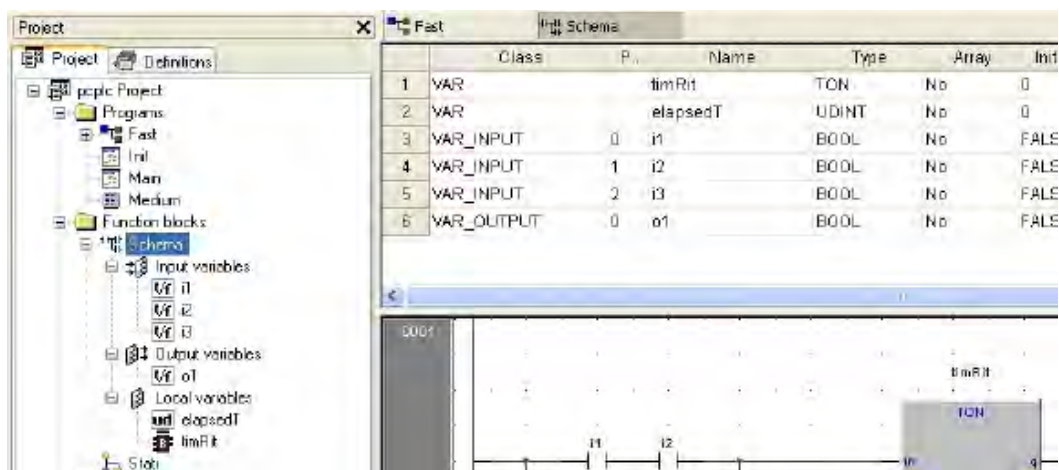 Project
Project Definitions
pcplc Project
Programs
Fast
Init
Main
Medium
Function blocks
Schema
Input variables
i1
i2
i3
Output variables
o1
Local variables
elapsedT
timRit
Fast Schema
Class P.. Name Type Array Init
1 VAR timRit TON No 0
2 VAR elapsedT UDINT No 0
3 VAR_INPUT 0 i1 BOOL No FALS
4 VAR_INPUT 1 i2 BOOL No FALS
5 VAR_INPUT 2 i3 BOOL No FALS
6 VAR_OUTPUT 0 o1 BOOL No FALS
0001
timRit
TON
i1 i2